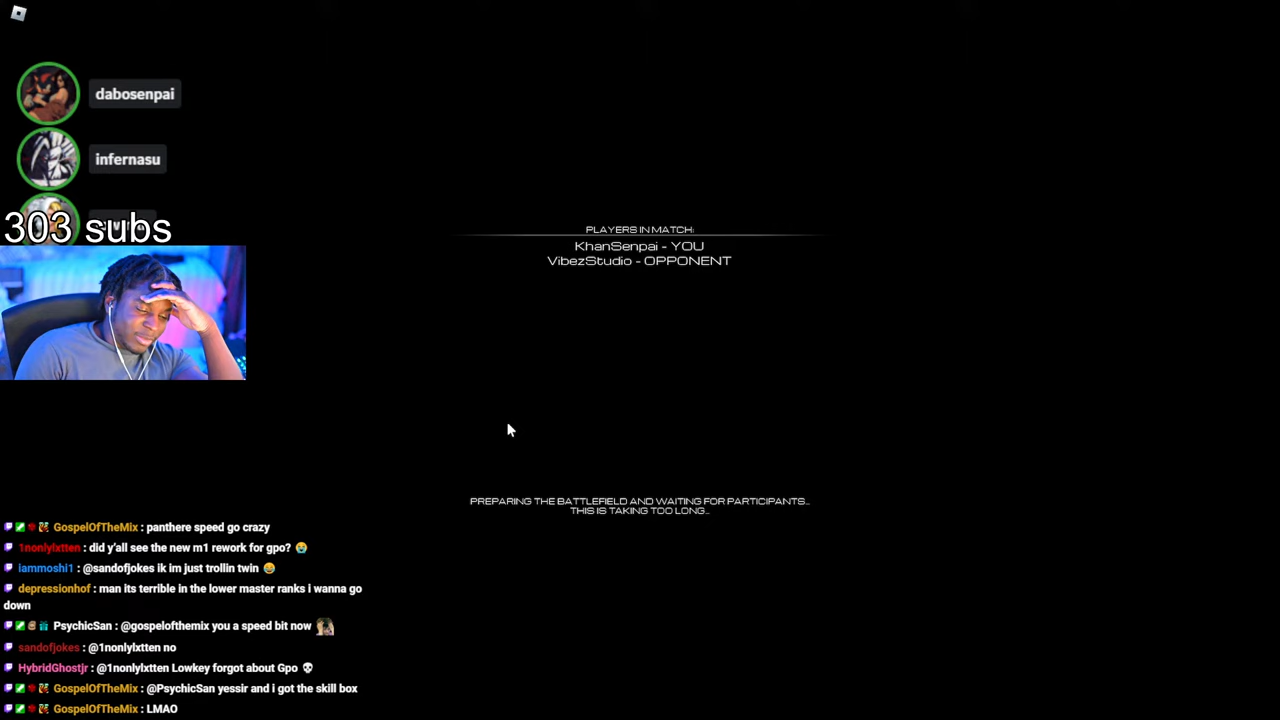 dabosenpai
infernasu
303 subs
PLAYERS IN MATCH:
KhanSenpai - YOU
VibezStudio - OPPONENT
PREPARING THE BATTLEFIELD AND WAITING FOR PARTICIPANTS...
THIS IS TAKING TOO LONG...
GospelOfTheMix : panthere speed go crazy
1nonlylxtten : did y'all see the new m1 rework for gpo? 😭
iammoshi1 : @sandofjokes ik im just trollin twin 😂
depressionhof : man its terrible in the lower master ranks i wanna go
down
PsychicSan : @gospelofthemix you a speed bit now
sandofjokes : @1nonlylxtten no
HybridGhostjr : @1nonlylxtten Lowkey forgot about Gpo 💀
GospelOfTheMix : @PsychicSan yessir and i got the skill box
GospelOfTheMix : LMAO